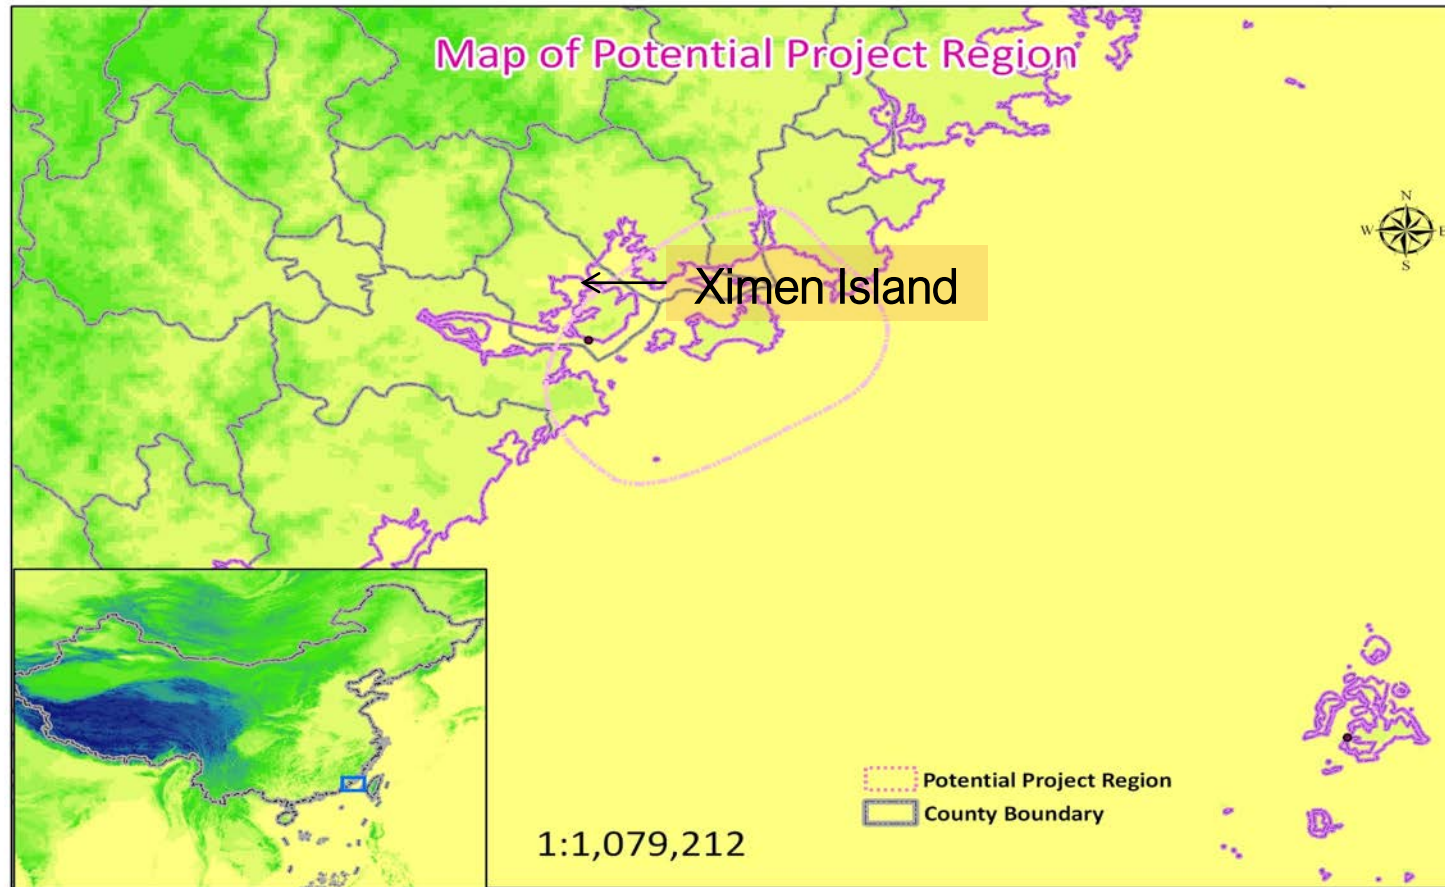 Map of Potential Project Region
N
W E
S
Ximen Island
Potential Project Region
County Boundary
1:1,079,212